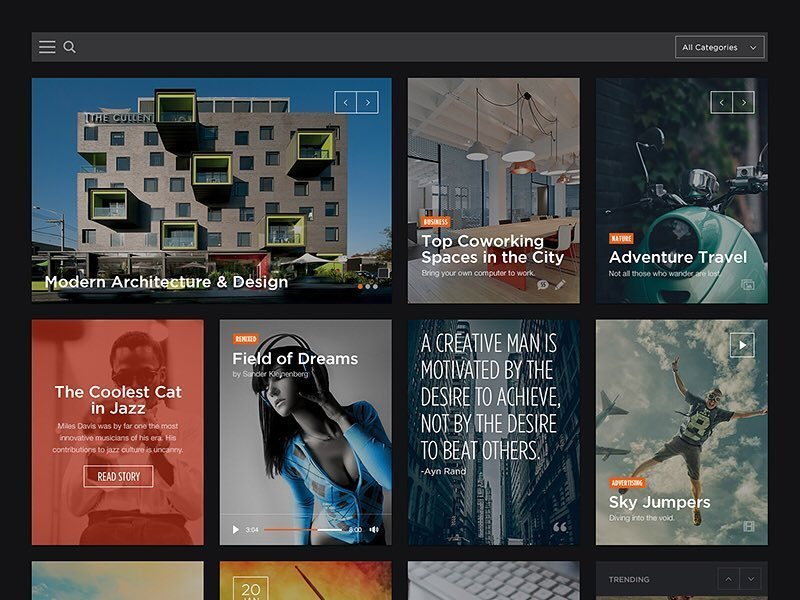 All Categories
THE CULLEN
Modern Architecture & Design
BUSINESS
Top Coworking
Spaces in the City
Bring your own computer to work.
NATURE
Adventure Travel
Not all those who wander are lost.
The Coolest Cat
in Jazz
Miles Davis was by far one the most
innovative musicians of his era. His
contributions to jazz culture is uncanny.
READ STORY
REMIXED
Field of Dreams
by Sander Kleinenberg
3:04
6:00
A CREATIVE MAN IS
MOTIVATED BY THE
DESIRE TO ACHIEVE,
NOT BY THE DESIRE
TO BEAT OTHERS.
-Ayn Rand
“
8
ADVERTISING
Sky Jumpers
Diving into the void.
20
JAN
TRENDING